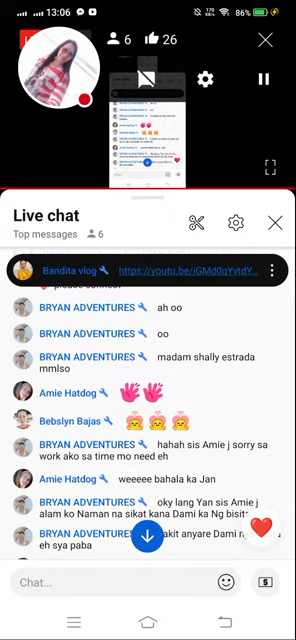 13:06
179
K/s
86%
6
26
Live chat
Top messages
6
Bandita vlog https://youtu.be/iGMd0qYvtdY...
please connect
BRYAN ADVENTURES ah oo
BRYAN ADVENTURES oo
BRYAN ADVENTURES madam shally estrada
mmlso
Amie Hatdog
Bebslyn Bajas
BRYAN ADVENTURES hahah sis Amie j sorry sa
work ako sa time mo need eh
Amie Hatdog weeeee bahala ka Jan
BRYAN ADVENTURES oky lang Yan sis Amie j
alam ko Naman na sikat kana Dami ka Ng bisita
BRYAN ADVENTURES anyare Dami
eh sya paba
Chat...